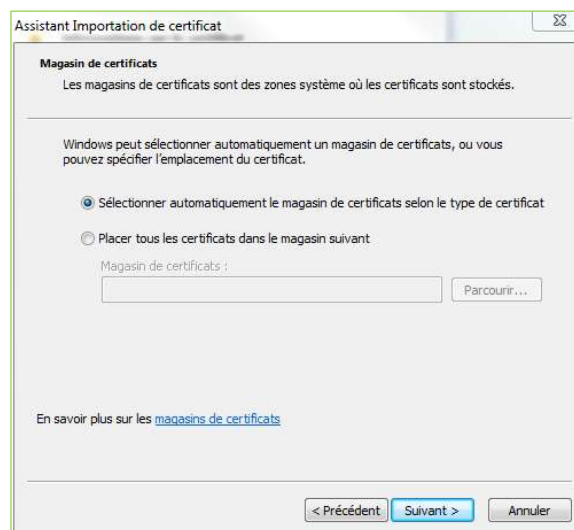 Assistant Importation de certificat
Magasin de certificats
Les magasins de certificats sont des zones système où les certificats sont stockés.
Windows peut sélectionner automatiquement un magasin de certificats, ou vous
pouvez spécifier l'emplacement du certificat.
Sélectionner automatiquement le magasin de certificats selon le type de certificat
Placer tous les certificats dans le magasin suivant
Magasin de certificats :
Parcourir...
En savoir plus sur les magasins de certificats
< Précédent Suivant > Annuler